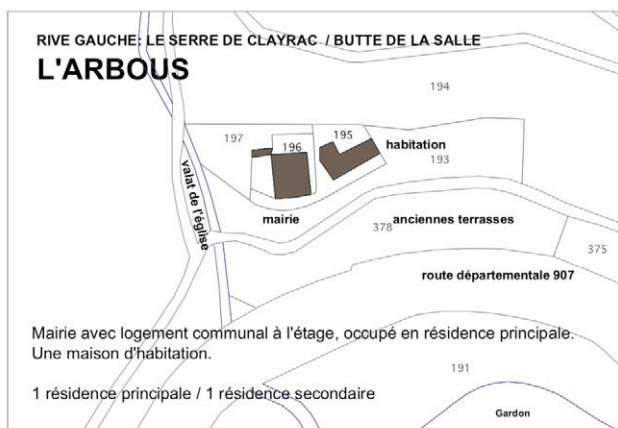 RIVE GAUCHE: LE SERRE DE CLAYRAC / BUTTE DE LA SALLE
L'ARBOUS
194
197
196
195
habitation
193
valat de l'église
mairie
378
anciennes terrasses
375
route départementale 907
Mairie avec logement communal à l'étage, occupé en résidence principale.
Une maison d'habitation.
191
1 résidence principale / 1 résidence secondaire
Gardon